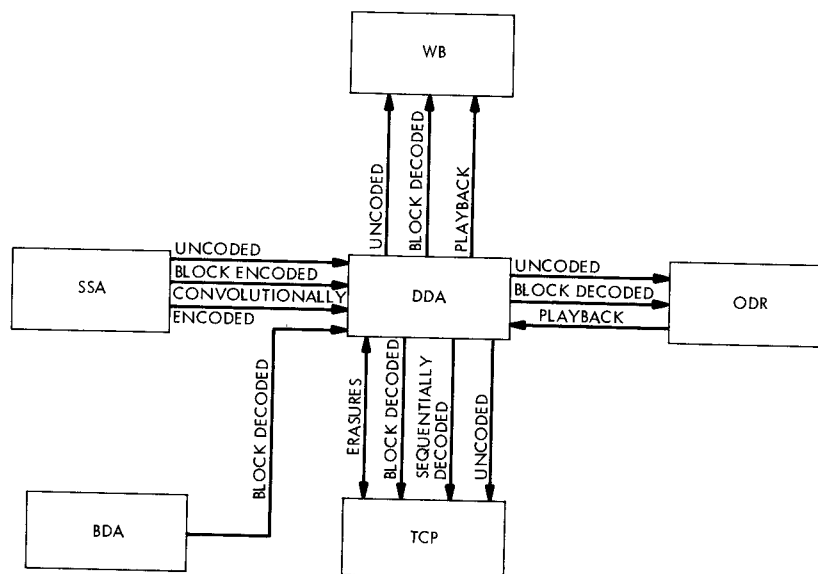 WB
UNCODED
BLOCK DECODED
PLAYBACK
SSA
UNCODED
BLOCK ENCODED
CONVOLUTIONALLY
ENCODED
DDA
UNCODED
BLOCK DECODED
PLAYBACK
ODR
BLOCK DECODED
ERASURES
BLOCK DECODED
SEQUENTIALLY
DECODED
UNCODED
BDA
TCP